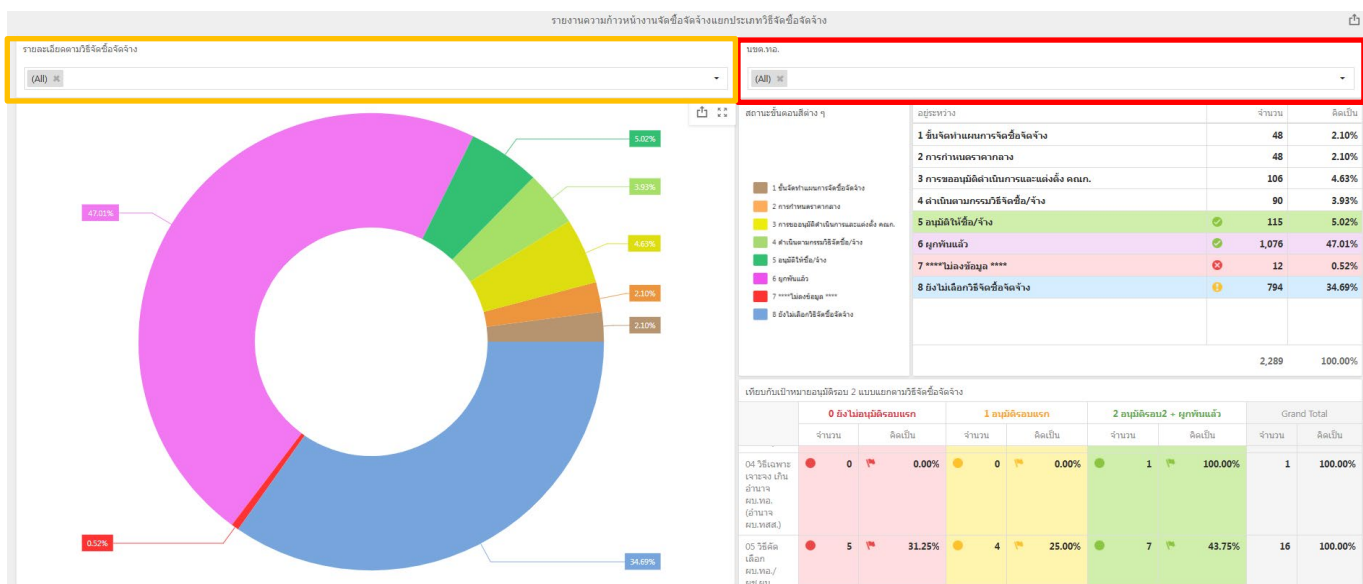 รายงานความก้าวหน้างานจัดซื้อจัดจ้างแยกประเภทวิธีจัดซื้อจัดจ้าง
รายละเอียดตามวิธีจัดซื้อจัดจ้าง
(All)
นขต.ทอ.
(All)
5.02%
3.93%
47.01%
4.63%
2.10%
2.10%
0.52%
34.69%
สถานะขั้นตอนสีต่าง ๆ
1 ขั้นจัดทำแผนการจัดซื้อจัดจ้าง
2 การกำหนดราคากลาง
3 การขออนุมัติดำเนินการและแต่งตั้ง คณก.
4 ดำเนินตามกรรมวิธีจัดซื้อ/จ้าง
5 อนุมัติให้ซื้อ/จ้าง
6 ผูกพันแล้ว
7 ****ไม่ลงข้อมูล ****
8 ยังไม่เลือกวิธีจัดซื้อจัดจ้าง
อยู่ระหว่าง จำนวน คิดเป็น
1 ขั้นจัดทำแผนการจัดซื้อจัดจ้าง 48 2.10%
2 การกำหนดราคากลาง 48 2.10%
3 การขออนุมัติดำเนินการและแต่งตั้ง คณก. 106 4.63%
4 ดำเนินตามกรรมวิธีจัดซื้อ/จ้าง 90 3.93%
5 อนุมัติให้ซื้อ/จ้าง 115 5.02%
6 ผูกพันแล้ว 1,076 47.01%
7 ****ไม่ลงข้อมูล **** 12 0.52%
8 ยังไม่เลือกวิธีจัดซื้อจัดจ้าง 794 34.69%
2,289 100.00%
เทียบกับเป้าหมายอนุมัติรอบ 2 แบบแยกตามวิธีจัดซื้อจัดจ้าง
0 ยังไม่อนุมัติรอบแรก 1 อนุมัติรอบแรก 2 อนุมัติรอบ2 + ผูกพันแล้ว Grand Total
จำนวน คิดเป็น จำนวน คิดเป็น จำนวน คิดเป็น จำนวน คิดเป็น
04 วิธีเฉพาะ 0 0.00% 0 0.00% 1 100.00% 1 100.00%
เจาะจง เกิน
อำนาจ
ผบ.ทอ.
(อำนาจ
ผบ.ทสส.)
05 วิธีคัด 5 31.25% 4 25.00% 7 43.75% 16 100.00%
เลือก
ผบ.ทอ./